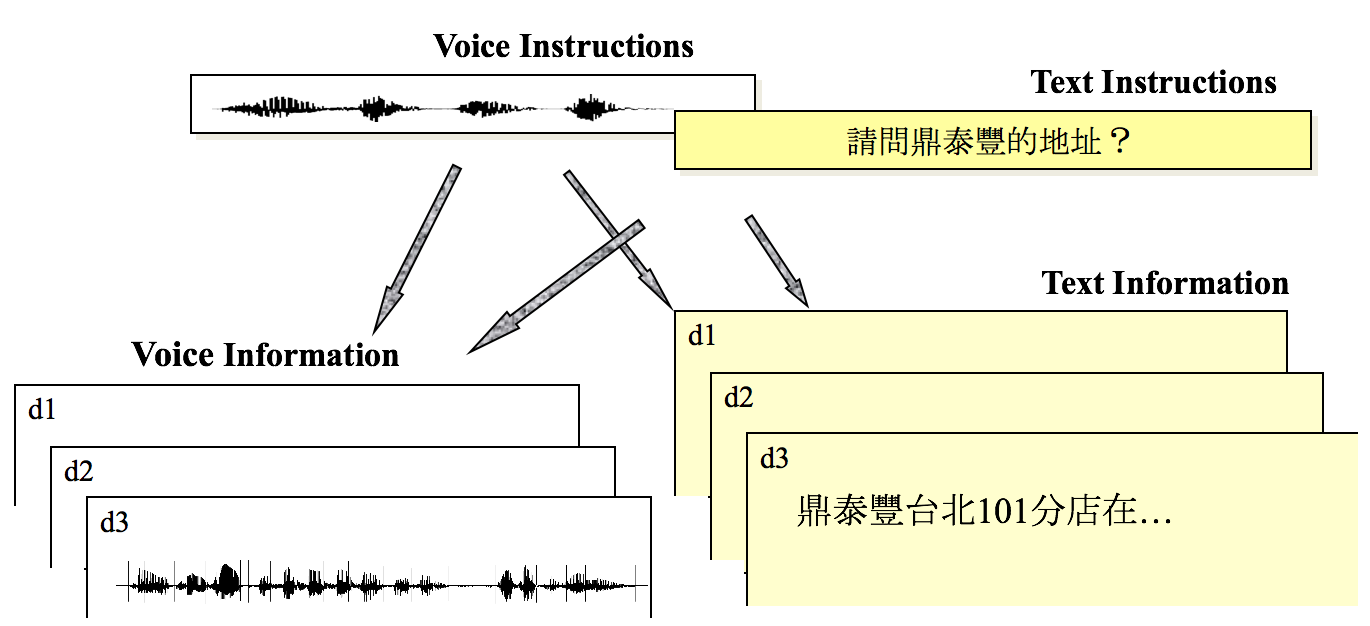 Voice Instructions
Text Instructions
請問鼎泰豐的地址？
Text Information
d1
Voice Information
d2
d1
d3
d2
鼎泰豐台北101分店在…
d3